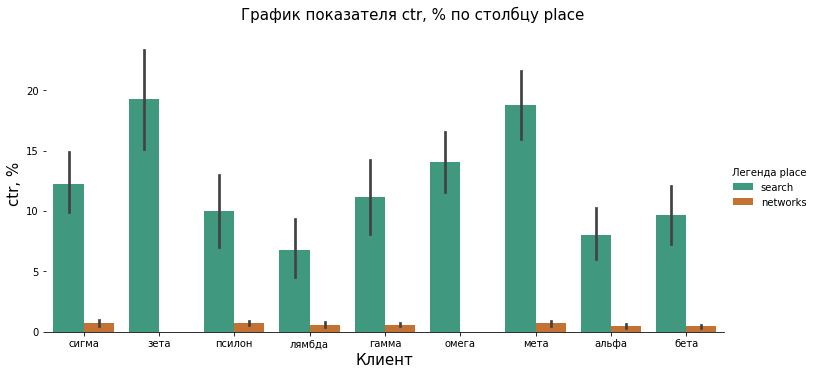 График показателя ctr, % по столбцу place
ctr, %
20
15
10
5
0
сигма зета псилон лямбда гамма омега мета альфа бета
Клиент
Легенда place
search
networks